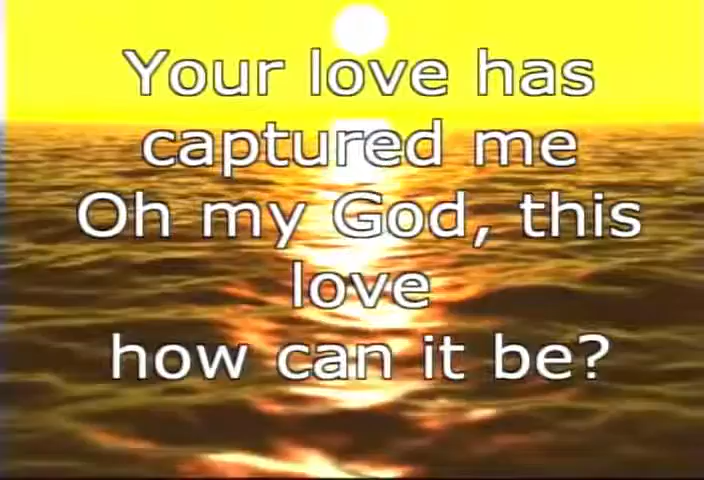 Your love has
captured me
Oh my God, this
love
how can it be?